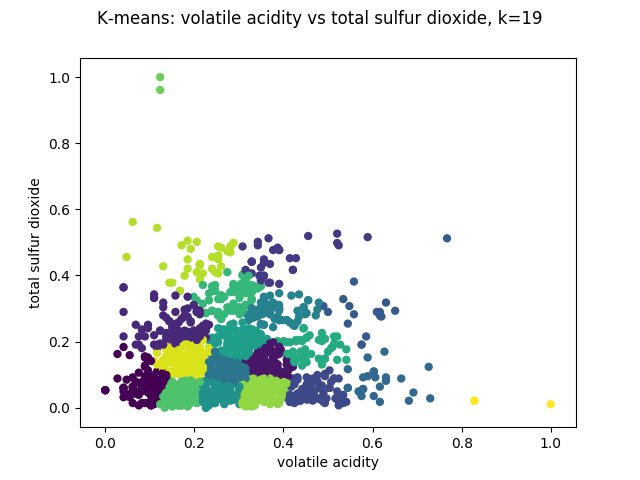 K-means: volatile acidity vs total sulfur dioxide, k=19
1.0
0.8
0.6
0.4
0.2
0.0
total sulfur dioxide
0.0 0.2 0.4 0.6 0.8 1.0
volatile acidity